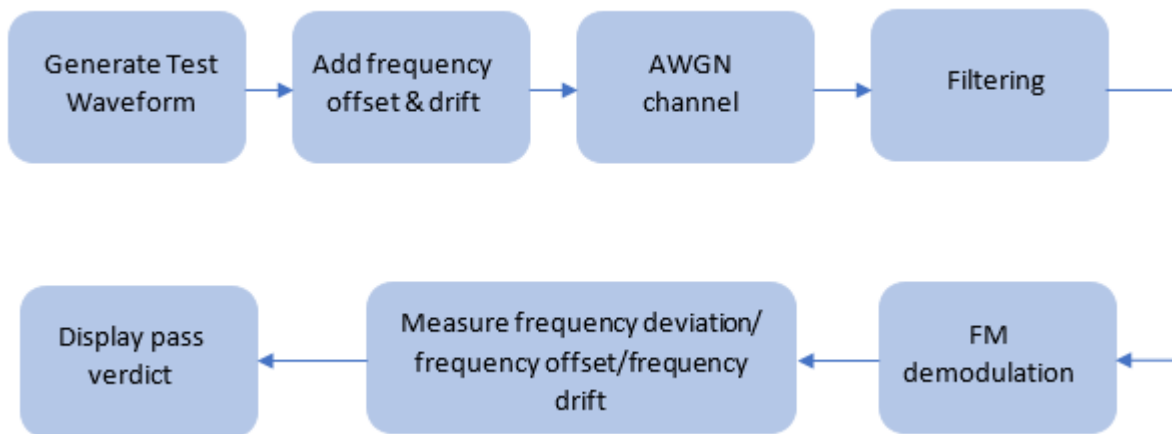 Generate Test
Waveform
Add frequency
offset & drift
AWGN
channel
Filtering
FM
demodulation
Measure frequency deviation/
frequency offset/frequency
drift
Display pass
verdict